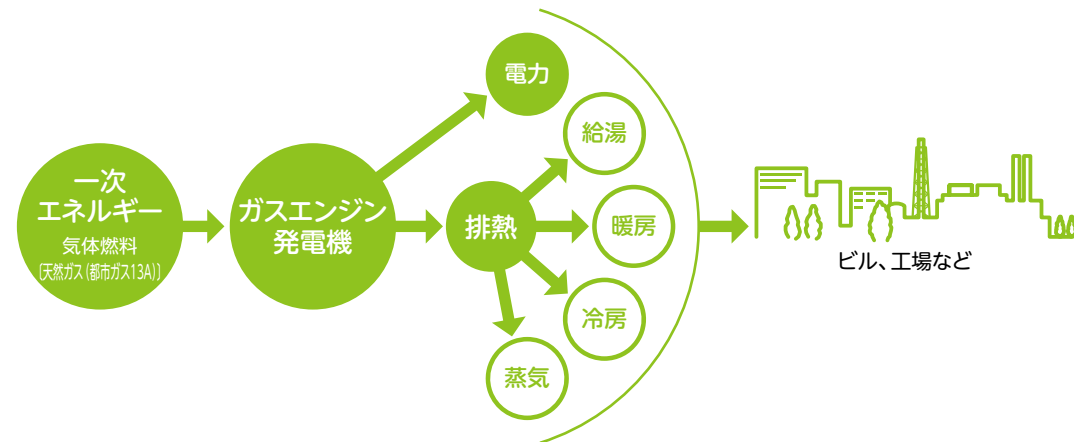 一次
エネルギー
気体燃料
〔天然ガス(都市ガス13A)〕
ガスエンジン
発電機
電力
排熱
給湯
暖房
冷房
蒸気
ビル、工場など